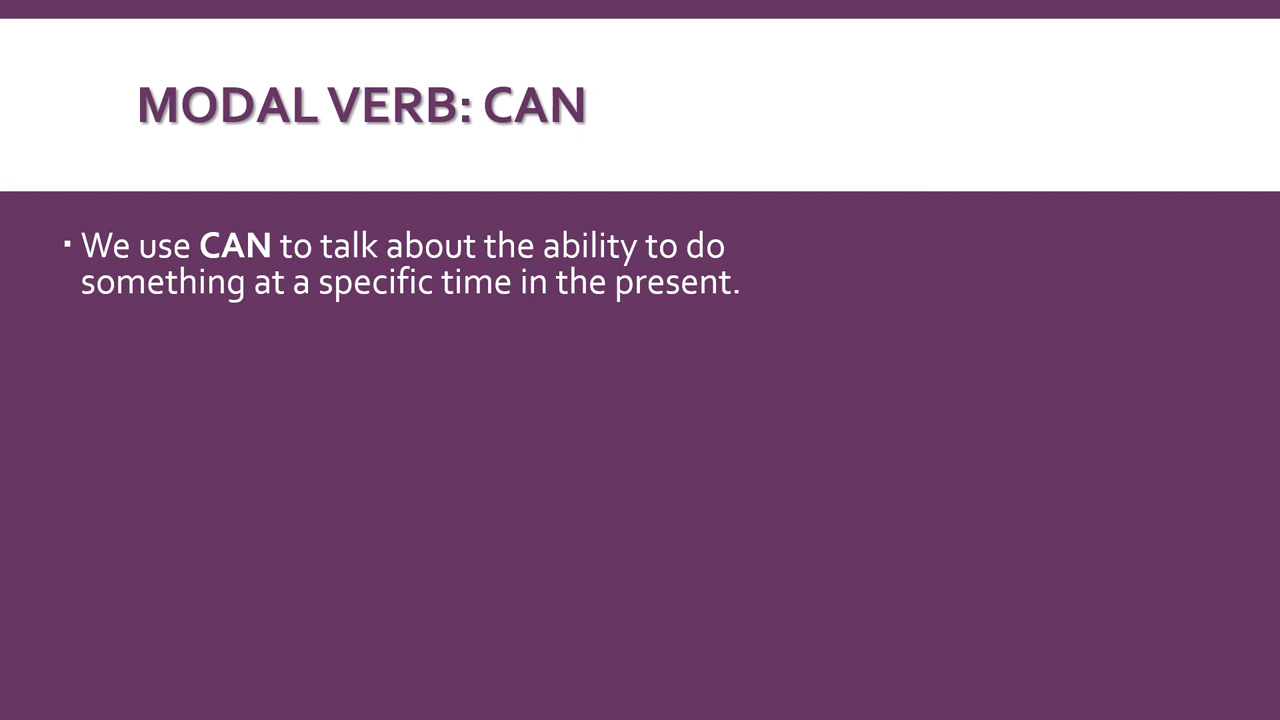 MODAL VERB: CAN
▪ We use CAN to talk about the ability to do
something at a specific time in the present.